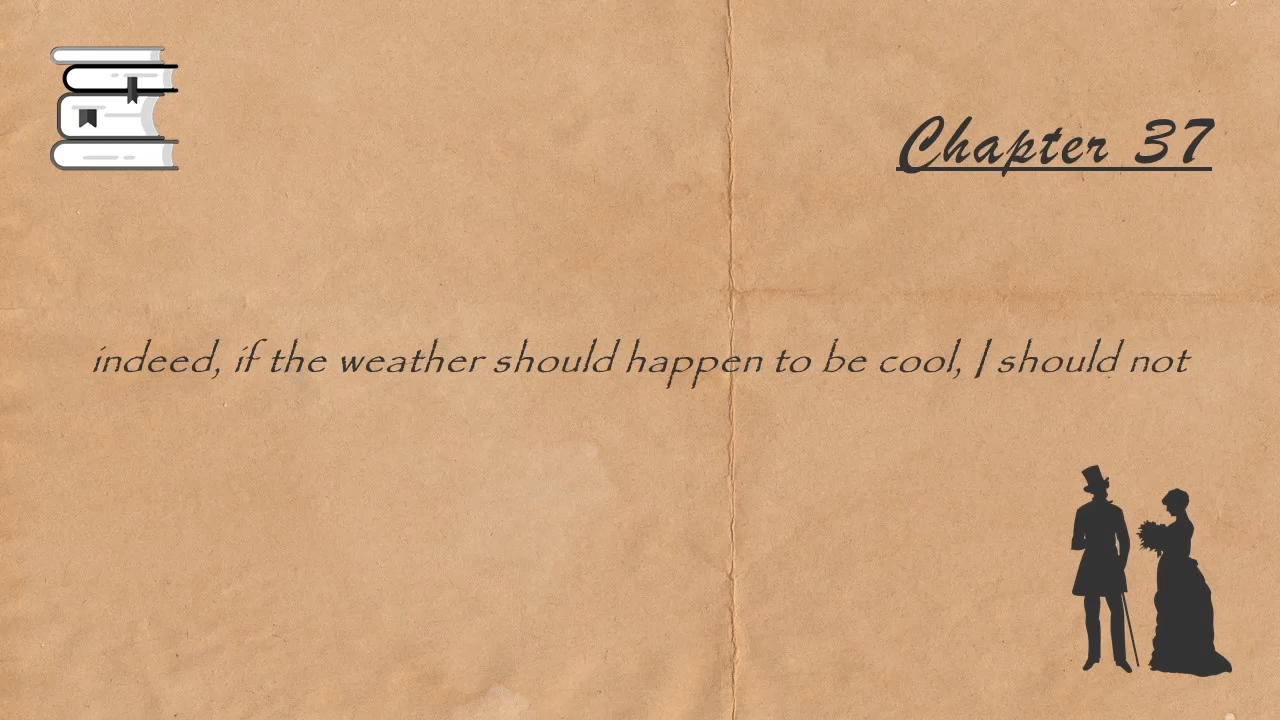 Chapter 37
indeed, if the weather should happen to be cool, I should not